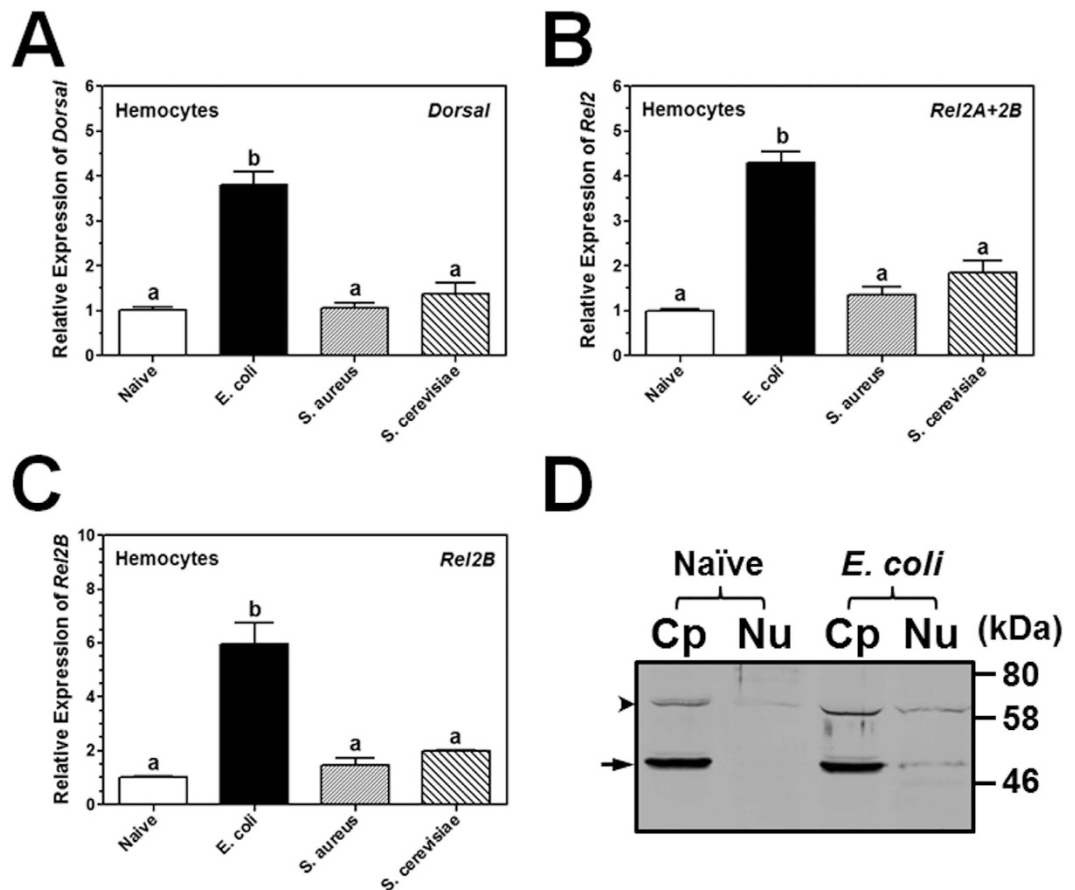 A
Relative Expression of Dorsal
6
5
4
3
2
1
0
Hemocytes
Dorsal
a
b
a
a
Naive
E. coli
S. aureus
S. cerevisiae
B
Relative Expression of Rel2
6
5
4
3
2
1
0
Hemocytes
Rel2A+2B
a
b
a
a
Naive
E. coli
S. aureus
S. cerevisiae
C
Relative Expression of Rel2B
10
8
6
4
2
0
Hemocytes
Rel2B
a
b
a
a
Naive
E. coli
S. aureus
S. cerevisiae
D
Naïve E. coli
Cp Nu Cp Nu (kDa)
80
58
46